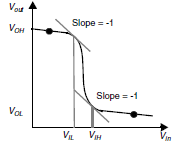 Vout
VOH
Slope = -1
Slope = -1
VOL
VIL
VIH
Vin